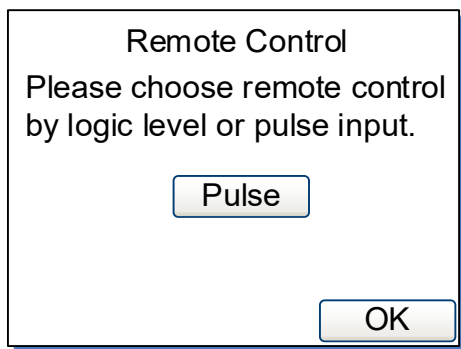 Remote Control
Please choose remote control
by logic level or pulse input.
Pulse
OK